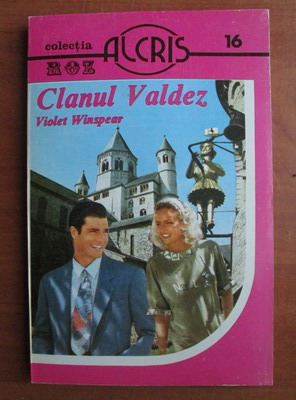 colecția
ROZ
ALCRIS
16
Clanul Valdez
Violet Winspear